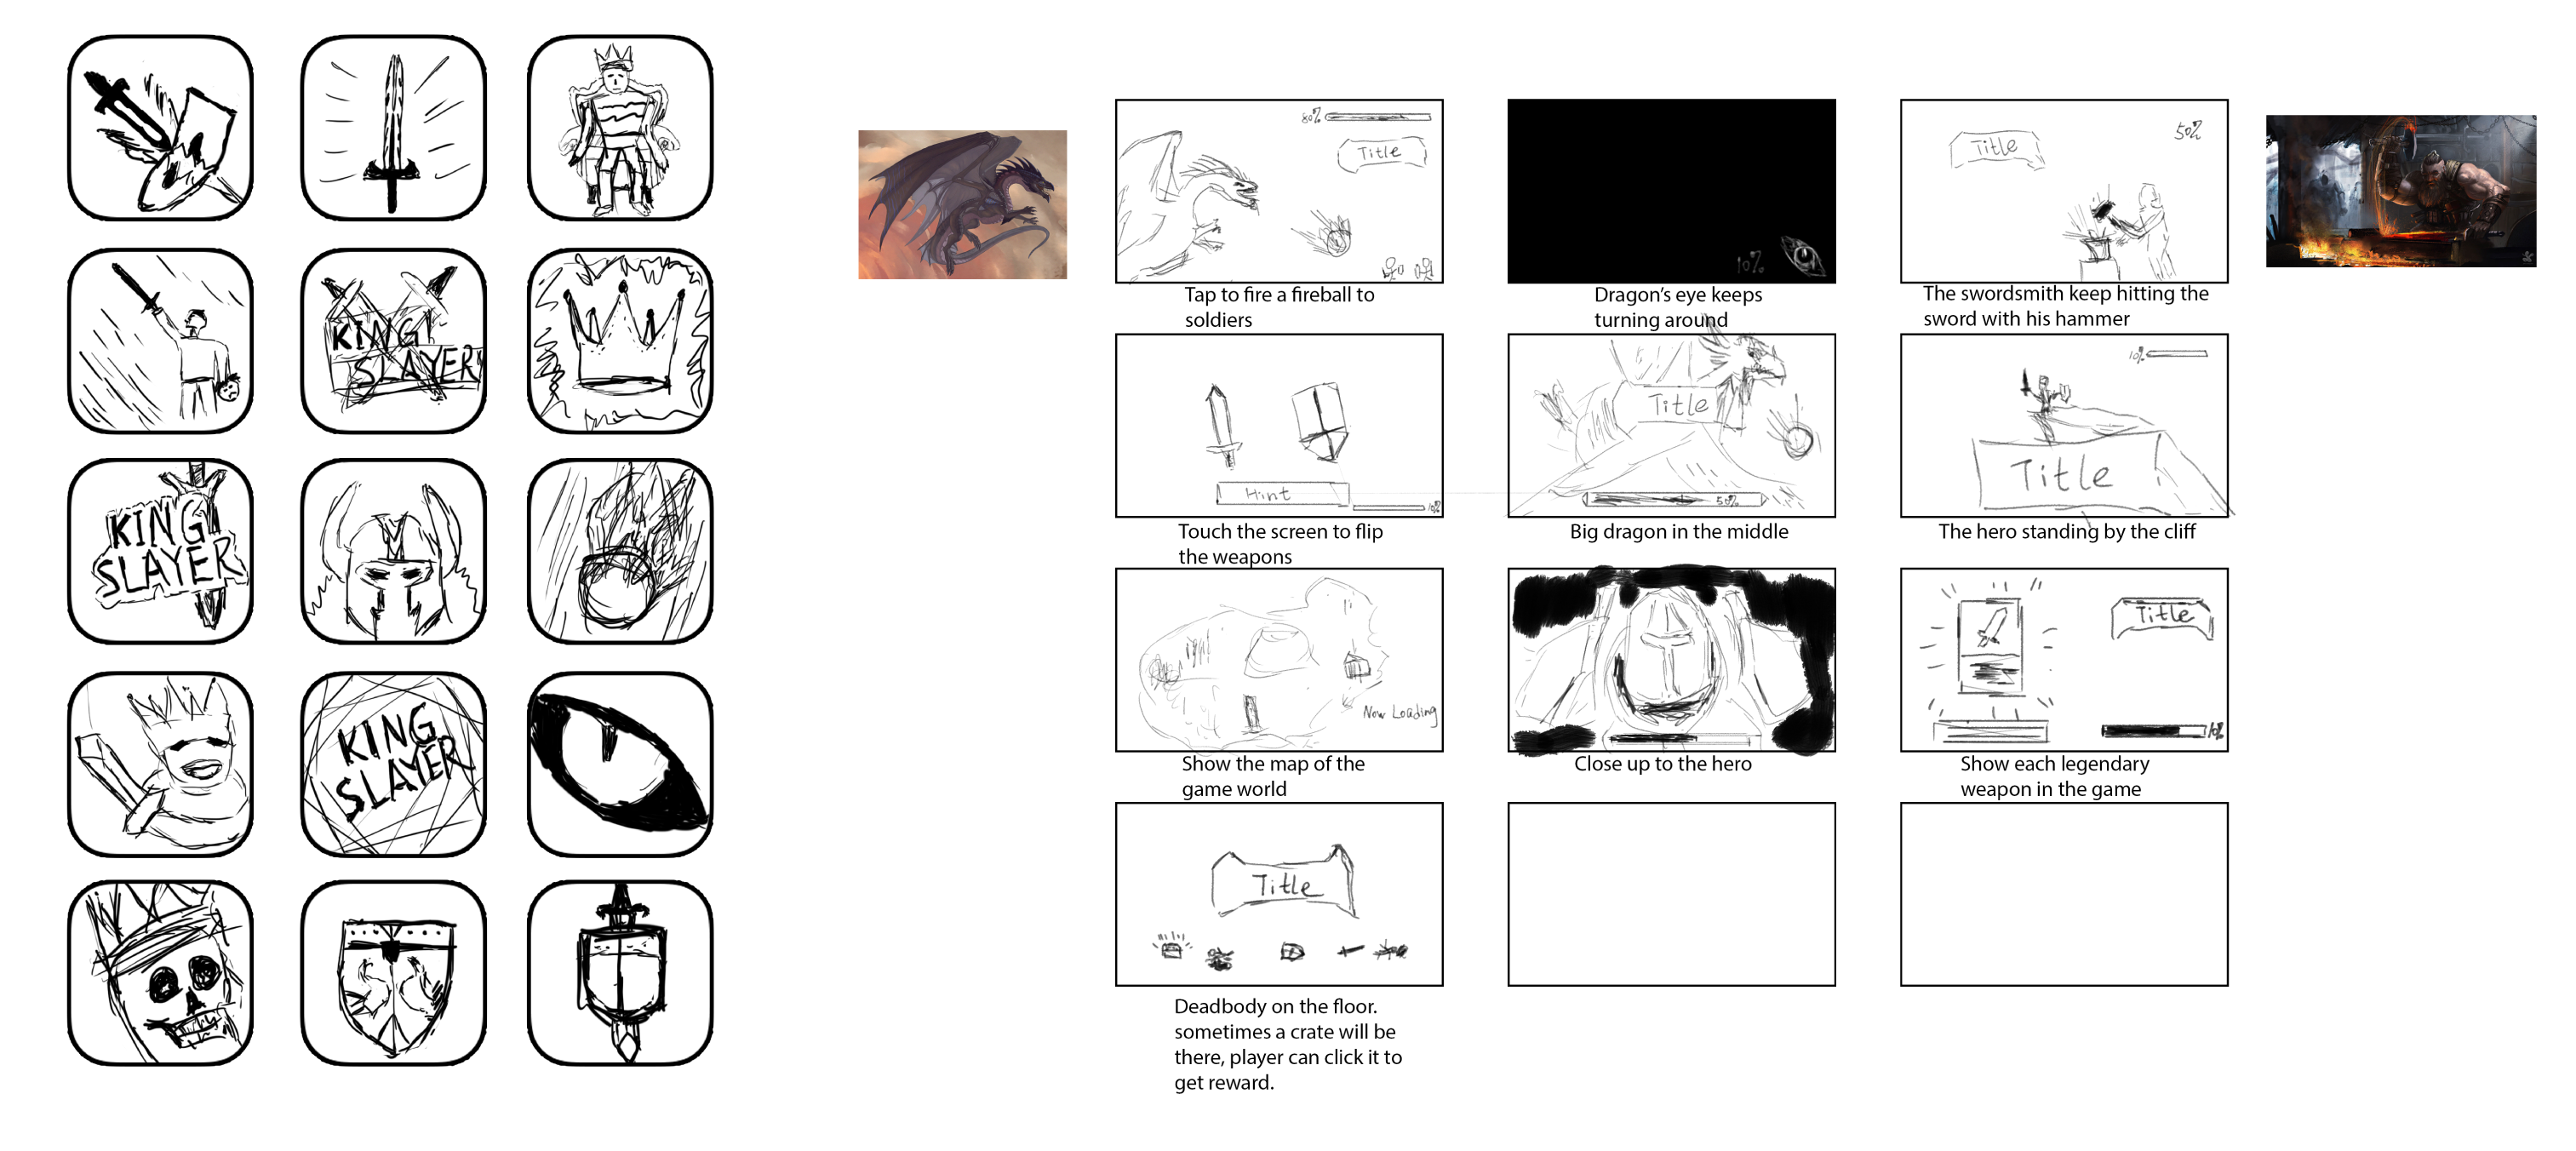 KING
SLAYER
KING
SLAYER
KING
SLAYER
80%
Title
Tap to fire a fireball to
soldiers
10%
Dragon's eye keeps
turning around
50%
Title
The swordsmith keep hitting the
sword with his hammer
Hint
10%
Touch the screen to flip
the weapons
Title
50%
Big dragon in the middle
10%
Title
The hero standing by the cliff
Now Loading
Show the map of the
game world
Close up to the hero
Title
10%
Show each legendary
weapon in the game
Title
Deadbody on the floor.
sometimes a crate will be
there, player can click it to
get reward.